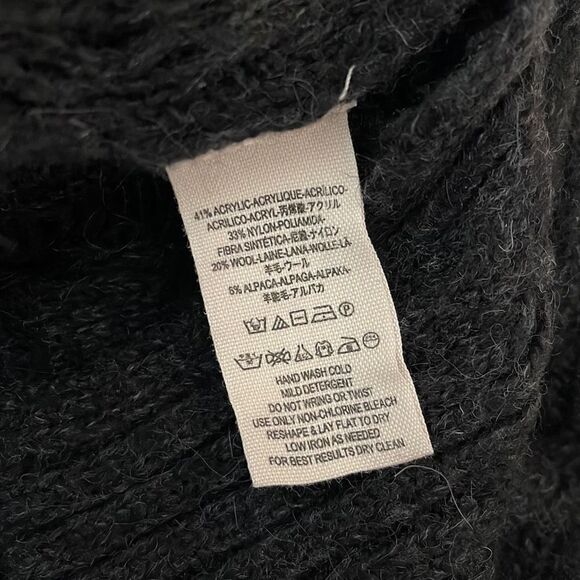 41% ACRYLIC-ACRYLIQUE-ACRÍLICO-
ACRILICO-ACRYL-丙烯酸-アクリル
33% NYLON-POLIAMIDA-
FIBRA SINTÉTICA-尼龍-ナイロン
20% WOOL-LAINE-LANA-WOLLE-LÃ-
羊毛-ウール
6% ALPACA-ALPAGA-ALPAKA-
羊駝毛-アルパカ
HAND WASH COLD
MILD DETERGENT
DO NOT WRING OR TWIST
USE ONLY NON-CHLORINE BLEACH
RESHAPE & LAY FLAT TO DRY
LOW IRON AS NEEDED
FOR BEST RESULTS DRY CLEAN